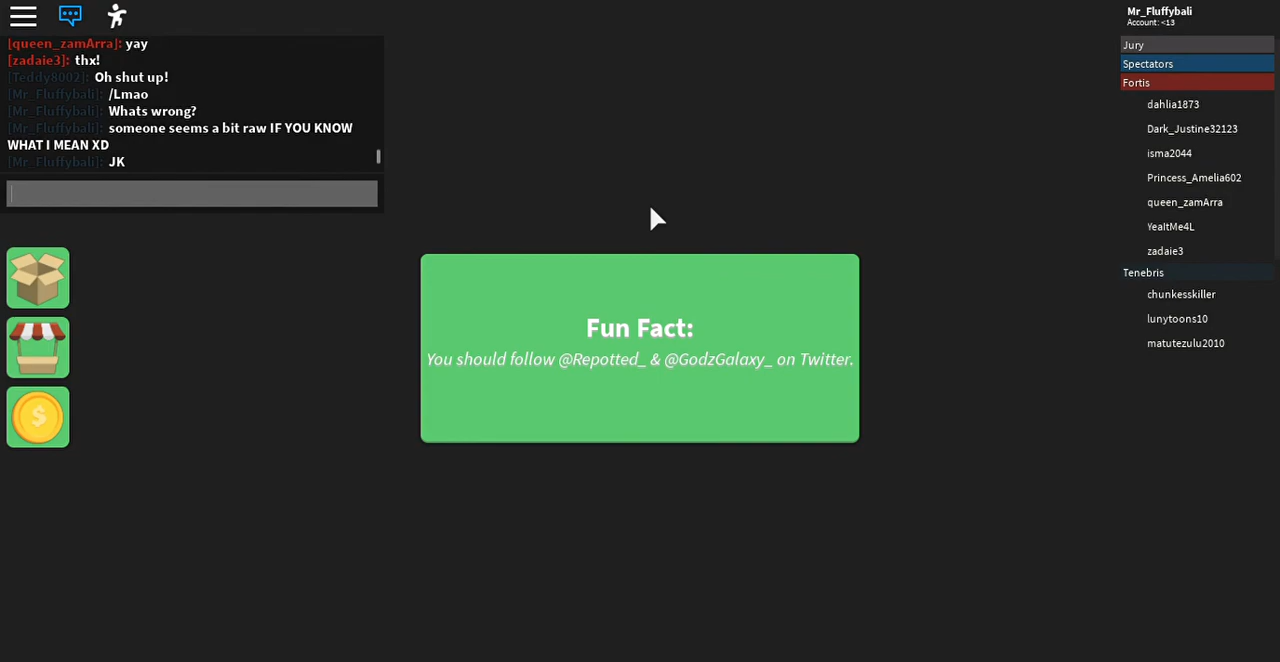 [queen_zamArra]: yay
[zadaie3]: thx!
[Teddy8002]: Oh shut up!
[Mr_Fluffybali]: /Lmao
[Mr_Fluffybali]: Whats wrong?
[Mr_Fluffybali]: someone seems a bit raw IF YOU KNOW
WHAT I MEAN XD
[Mr_Fluffybali]: JK
Fun Fact:
You should follow @Repotted_ & @GodzGalaxy_ on Twitter.
Mr_Fluffybali
Account: <13
Jury
Spectators
Fortis
dahlia1873
Dark_Justine32123
isma2044
Princess_Amelia602
queen_zamArra
YealtMe4L
zadaie3
Tenebris
chunkesskiller
lunytoons10
matutezulu2010